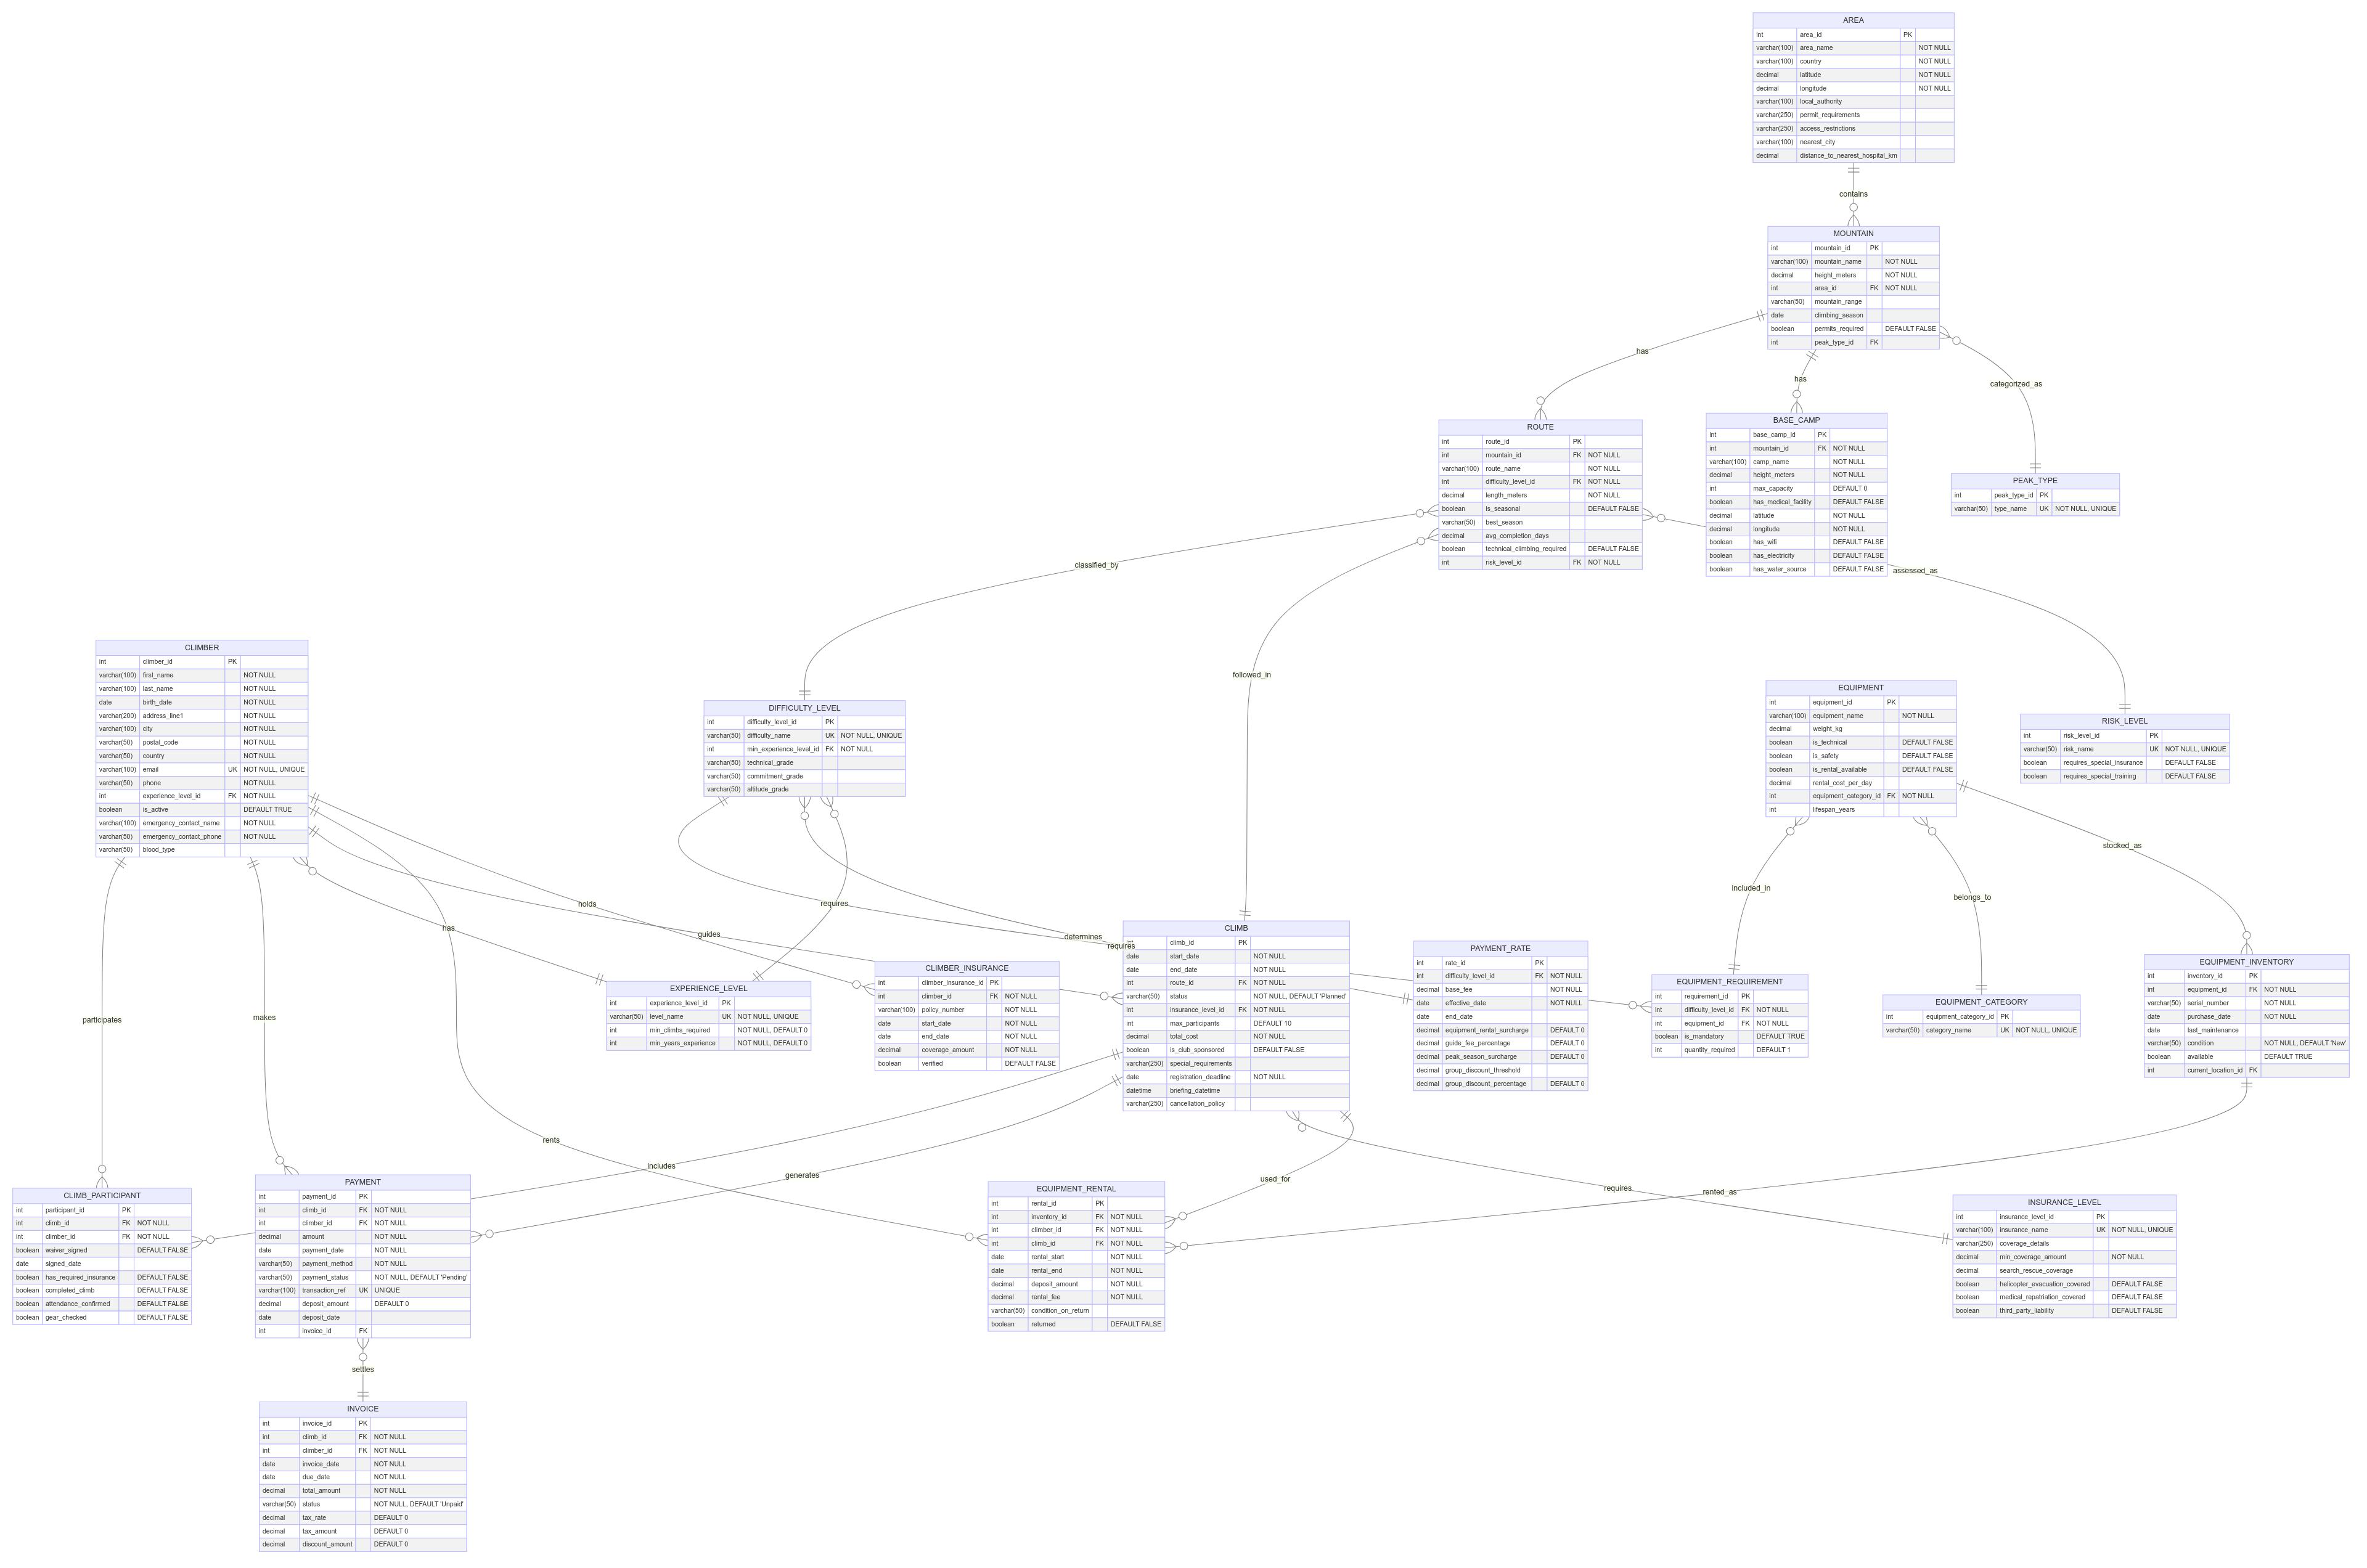 AREA
int area_id PK
varchar(100) area_name NOT NULL
varchar(100) country NOT NULL
decimal latitude NOT NULL
decimal longitude NOT NULL
varchar(100) local_authority
varchar(250) permit_requirements
varchar(250) access_restrictions
varchar(100) nearest_city
decimal distance_to_nearest_hospital_km
contains
MOUNTAIN
int mountain_id PK
varchar(100) mountain_name NOT NULL
decimal height_meters NOT NULL
int area_id FK NOT NULL
varchar(50) mountain_range
date climbing_season
boolean permits_required DEFAULT FALSE
int peak_type_id FK
has
has
categorized_as
ROUTE
int route_id PK
int mountain_id FK NOT NULL
varchar(100) route_name NOT NULL
int difficulty_level_id FK NOT NULL
decimal length_meters NOT NULL
boolean is_seasonal DEFAULT FALSE
varchar(50) best_season
decimal avg_completion_days
boolean technical_climbing_required DEFAULT FALSE
int risk_level_id FK NOT NULL
BASE_CAMP
int base_camp_id PK
int mountain_id FK NOT NULL
varchar(100) camp_name NOT NULL
decimal height_meters NOT NULL
int max_capacity DEFAULT 0
boolean has_medical_facility DEFAULT FALSE
decimal latitude NOT NULL
decimal longitude NOT NULL
boolean has_wifi DEFAULT FALSE
boolean has_electricity DEFAULT FALSE
boolean has_water_source DEFAULT FALSE
PEAK_TYPE
int peak_type_id PK
varchar(50) type_name UK NOT NULL, UNIQUE
classified_by
assessed_as
followed_in
CLIMBER
int climber_id PK
varchar(100) first_name NOT NULL
varchar(100) last_name NOT NULL
date birth_date NOT NULL
varchar(200) address_line1 NOT NULL
varchar(100) city NOT NULL
varchar(50) postal_code NOT NULL
varchar(50) country NOT NULL
varchar(100) email UK NOT NULL, UNIQUE
varchar(50) phone NOT NULL
int experience_level_id FK NOT NULL
boolean is_active DEFAULT TRUE
varchar(100) emergency_contact_name NOT NULL
varchar(50) emergency_contact_phone NOT NULL
varchar(50) blood_type
DIFFICULTY_LEVEL
int difficulty_level_id PK
varchar(50) difficulty_name UK NOT NULL, UNIQUE
int min_experience_level_id FK NOT NULL
varchar(50) technical_grade
varchar(50) commitment_grade
varchar(50) altitude_grade
EQUIPMENT
int equipment_id PK
varchar(100) equipment_name NOT NULL
decimal weight_kg
boolean is_technical DEFAULT FALSE
boolean is_safety DEFAULT FALSE
boolean is_rental_available DEFAULT FALSE
decimal rental_cost_per_day
int equipment_category_id FK NOT NULL
int lifespan_years
RISK_LEVEL
int risk_level_id PK
varchar(50) risk_name UK NOT NULL, UNIQUE
boolean requires_special_insurance DEFAULT FALSE
boolean requires_special_training DEFAULT FALSE
stocked_as
included_in
belongs_to
holds
requires
has
guides
determines
requires
EXPERIENCE_LEVEL
int experience_level_id PK
varchar(50) level_name UK NOT NULL, UNIQUE
int min_climbs_required NOT NULL, DEFAULT 0
int min_years_experience NOT NULL, DEFAULT 0
CLIMBER_INSURANCE
int climber_insurance_id PK
int climber_id FK NOT NULL
varchar(100) policy_number NOT NULL
date start_date NOT NULL
date end_date NOT NULL
decimal coverage_amount NOT NULL
boolean verified DEFAULT FALSE
CLIMB
int climb_id PK
date start_date NOT NULL
date end_date NOT NULL
int route_id FK NOT NULL
varchar(50) status NOT NULL, DEFAULT 'Planned'
int insurance_level_id FK NOT NULL
int max_participants DEFAULT 10
decimal total_cost NOT NULL
boolean is_club_sponsored DEFAULT FALSE
varchar(250) special_requirements
date registration_deadline NOT NULL
datetime briefing_datetime
varchar(250) cancellation_policy
PAYMENT_RATE
int rate_id PK
int difficulty_level_id FK NOT NULL
decimal base_fee NOT NULL
date effective_date NOT NULL
date end_date
decimal equipment_rental_surcharge DEFAULT 0
decimal guide_fee_percentage DEFAULT 0
decimal peak_season_surcharge DEFAULT 0
decimal group_discount_threshold
decimal group_discount_percentage DEFAULT 0
EQUIPMENT_REQUIREMENT
int requirement_id PK
int difficulty_level_id FK NOT NULL
int equipment_id FK NOT NULL
boolean is_mandatory DEFAULT TRUE
int quantity_required DEFAULT 1
EQUIPMENT_CATEGORY
int equipment_category_id PK
varchar(50) category_name UK NOT NULL, UNIQUE
EQUIPMENT_INVENTORY
int inventory_id PK
int equipment_id FK NOT NULL
varchar(50) serial_number NOT NULL
date purchase_date NOT NULL
date last_maintenance
varchar(50) condition NOT NULL, DEFAULT 'New'
boolean available DEFAULT TRUE
int current_location_id FK
participates
makes
rents
includes
generates
used_for
requires
rented_as
CLIMB_PARTICIPANT
int participant_id PK
int climb_id FK NOT NULL
int climber_id FK NOT NULL
boolean waiver_signed DEFAULT FALSE
date signed_date
boolean has_required_insurance DEFAULT FALSE
boolean completed_climb DEFAULT FALSE
boolean attendance_confirmed DEFAULT FALSE
boolean gear_checked DEFAULT FALSE
PAYMENT
int payment_id PK
int climb_id FK NOT NULL
int climber_id FK NOT NULL
decimal amount NOT NULL
date payment_date NOT NULL
varchar(50) payment_method NOT NULL
varchar(50) payment_status NOT NULL, DEFAULT 'Pending'
varchar(100) transaction_ref UK UNIQUE
decimal deposit_amount DEFAULT 0
date deposit_date
int invoice_id FK
EQUIPMENT_RENTAL
int rental_id PK
int inventory_id FK NOT NULL
int climber_id FK NOT NULL
int climb_id FK NOT NULL
date rental_start NOT NULL
date rental_end NOT NULL
decimal deposit_amount NOT NULL
decimal rental_fee NOT NULL
varchar(50) condition_on_return
boolean returned DEFAULT FALSE
INSURANCE_LEVEL
int insurance_level_id PK
varchar(100) insurance_name UK NOT NULL, UNIQUE
varchar(250) coverage_details
decimal min_coverage_amount NOT NULL
decimal search_rescue_coverage
boolean helicopter_evacuation_covered DEFAULT FALSE
boolean medical_repatriation_covered DEFAULT FALSE
boolean third_party_liability DEFAULT FALSE
settles
INVOICE
int invoice_id PK
int climb_id FK NOT NULL
int climber_id FK NOT NULL
date invoice_date NOT NULL
date due_date NOT NULL
decimal total_amount NOT NULL
varchar(50) status NOT NULL, DEFAULT 'Unpaid'
decimal tax_rate DEFAULT 0
decimal tax_amount DEFAULT 0
decimal discount_amount DEFAULT 0